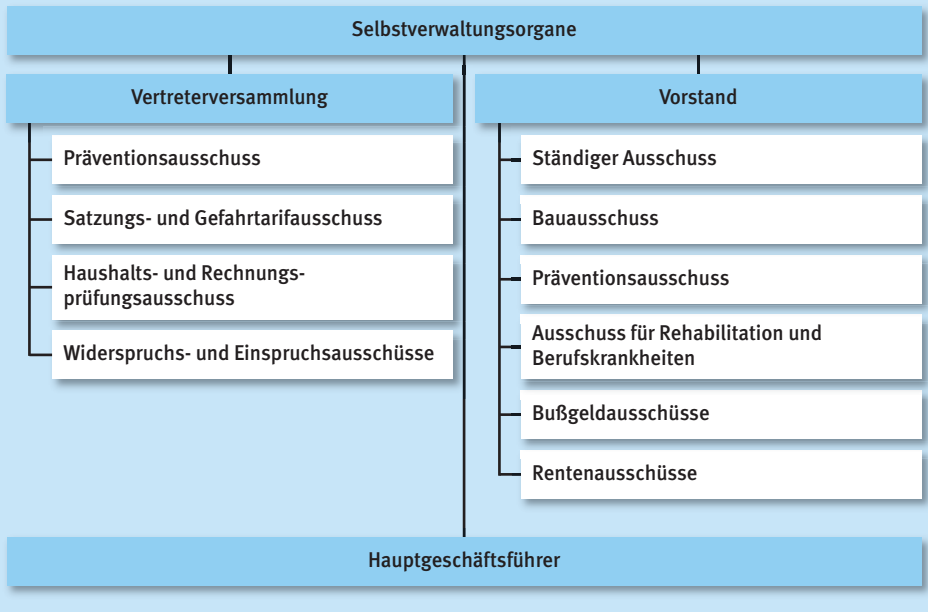 Selbstverwaltungsorgane
Vertreterversammlung
Präventionsausschuss
Satzungs- und Gefahrtarifausschuss
Haushalts- und Rechnungs-
prüfungsausschuss
Widerspruchs- und Einspruchsausschüsse
Vorstand
Ständiger Ausschuss
Bauausschuss
Präventionsausschuss
Ausschuss für Rehabilitation und
Berufskrankheiten
Bußgeldausschüsse
Rentenausschüsse
Hauptgeschäftsführer